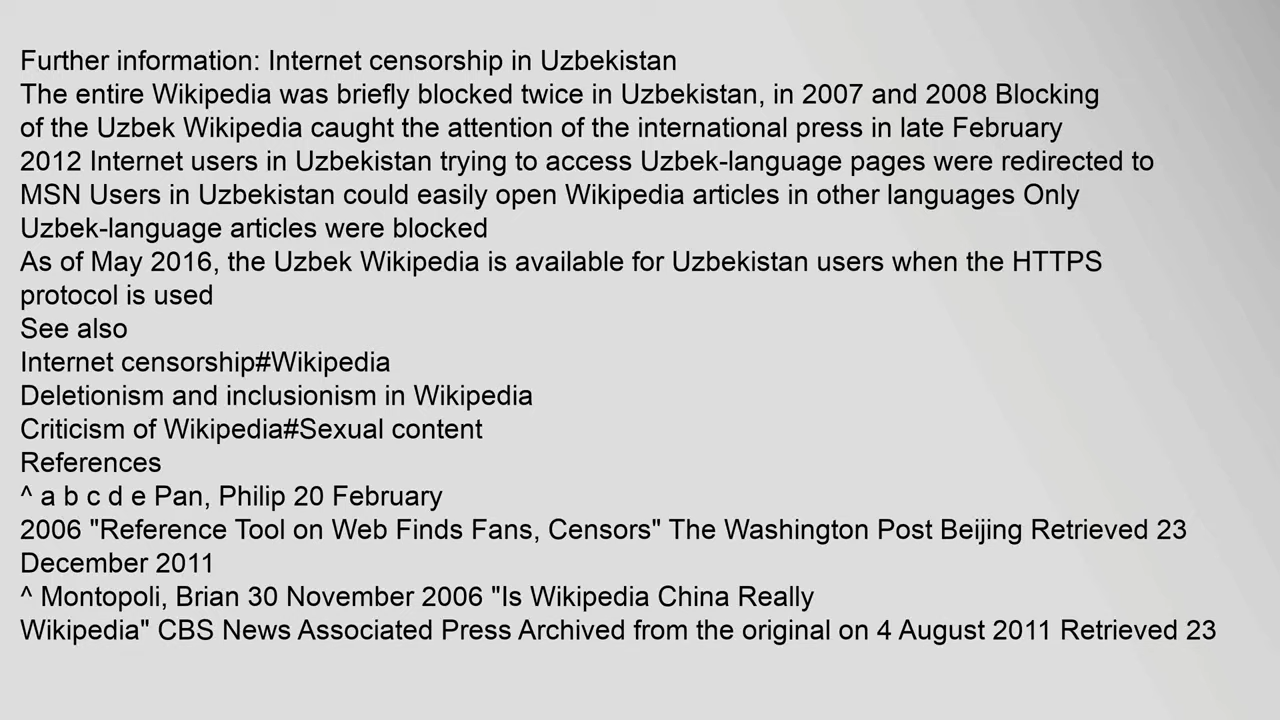 Further information: Internet censorship in Uzbekistan
The entire Wikipedia was briefly blocked twice in Uzbekistan, in 2007 and 2008 Blocking
of the Uzbek Wikipedia caught the attention of the international press in late February
2012 Internet users in Uzbekistan trying to access Uzbek-language pages were redirected to
MSN Users in Uzbekistan could easily open Wikipedia articles in other languages Only
Uzbek-language articles were blocked
As of May 2016, the Uzbek Wikipedia is available for Uzbekistan users when the HTTPS
protocol is used
See also
Internet censorship#Wikipedia
Deletionism and inclusionism in Wikipedia
Criticism of Wikipedia#Sexual content
References
^ a b c d e Pan, Philip 20 February
2006 "Reference Tool on Web Finds Fans, Censors" The Washington Post Beijing Retrieved 23
December 2011
^ Montopoli, Brian 30 November 2006 "Is Wikipedia China Really
Wikipedia" CBS News Associated Press Archived from the original on 4 August 2011 Retrieved 23